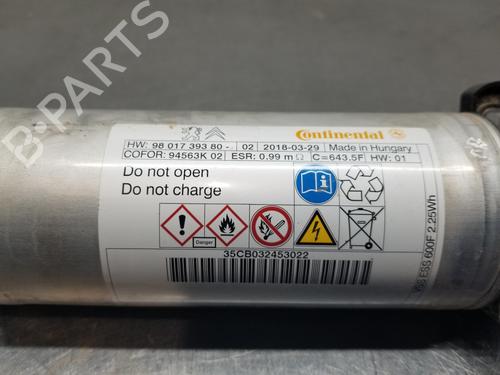 Continental
HW: 98 017 393 80 - 02 2018-03-29 Made in Hungary
COFOR: 94563K 02 ESR: 0,99 mΩ C=643.5F HW: 01
Do not open
Do not charge
Danger
35CB032453022
ESS 600F 2.25Wh
B-Parts